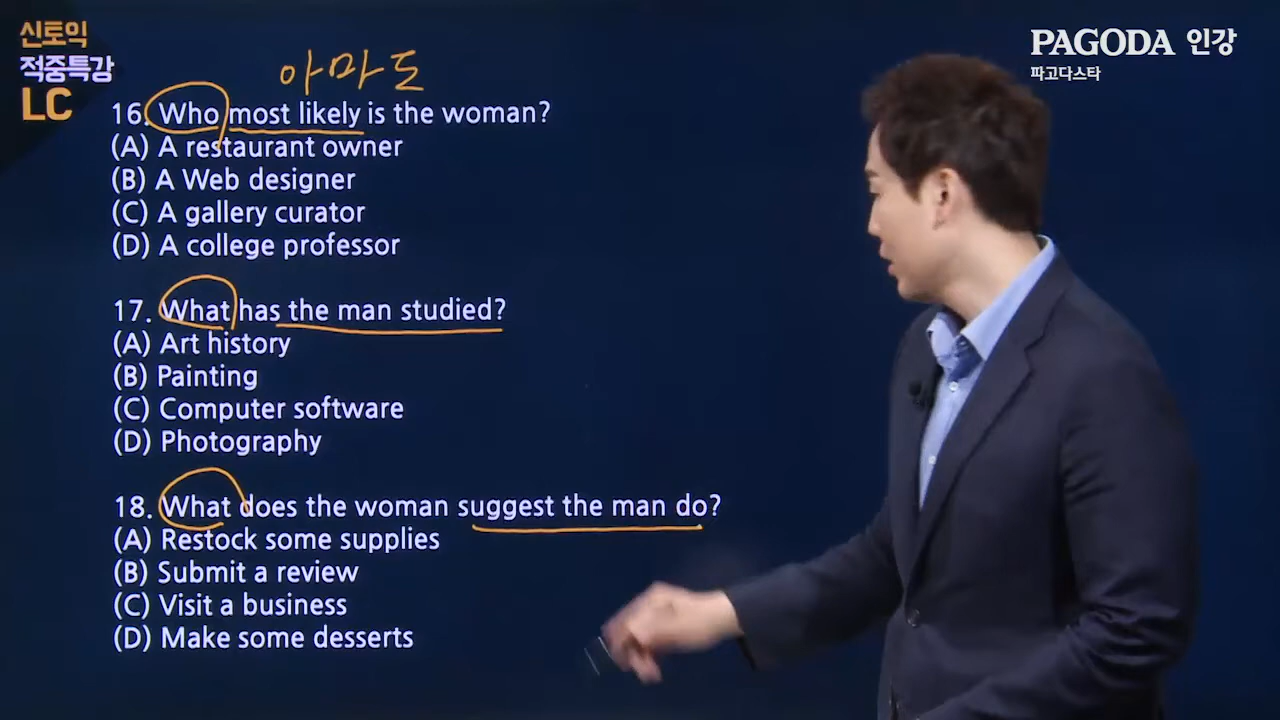 신토익
적중특강
LC
PAGODA 인강
파고다스타
아마도
16. Who most likely is the woman?
(A) A restaurant owner
(B) A Web designer
(C) A gallery curator
(D) A college professor
17. What has the man studied?
(A) Art history
(B) Painting
(C) Computer software
(D) Photography
18. What does the woman suggest the man do?
(A) Restock some supplies
(B) Submit a review
(C) Visit a business
(D) Make some desserts